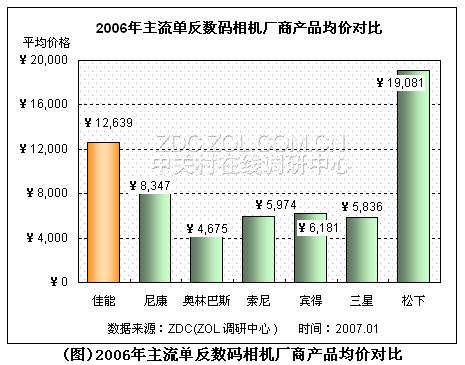 2006年主流单反数码相机厂商产品均价对比
平均价格
¥ 20,000
¥ 16,000
¥ 12,000
¥ 8,000
¥ 4,000
¥ 0
¥ 12,639
¥ 8,347
¥ 4,675
¥ 5,974
¥ 6,181
¥ 5,836
¥ 19,081
ZDC.ZOL.COM.CN
中关村在线调研中心
佳能 尼康 奥林巴斯 索尼 宾得 三星 松下
数据来源：ZDC(ZOL 调研中心) 时间：2007.01
(图)2006年主流单反数码相机厂商产品均价对比